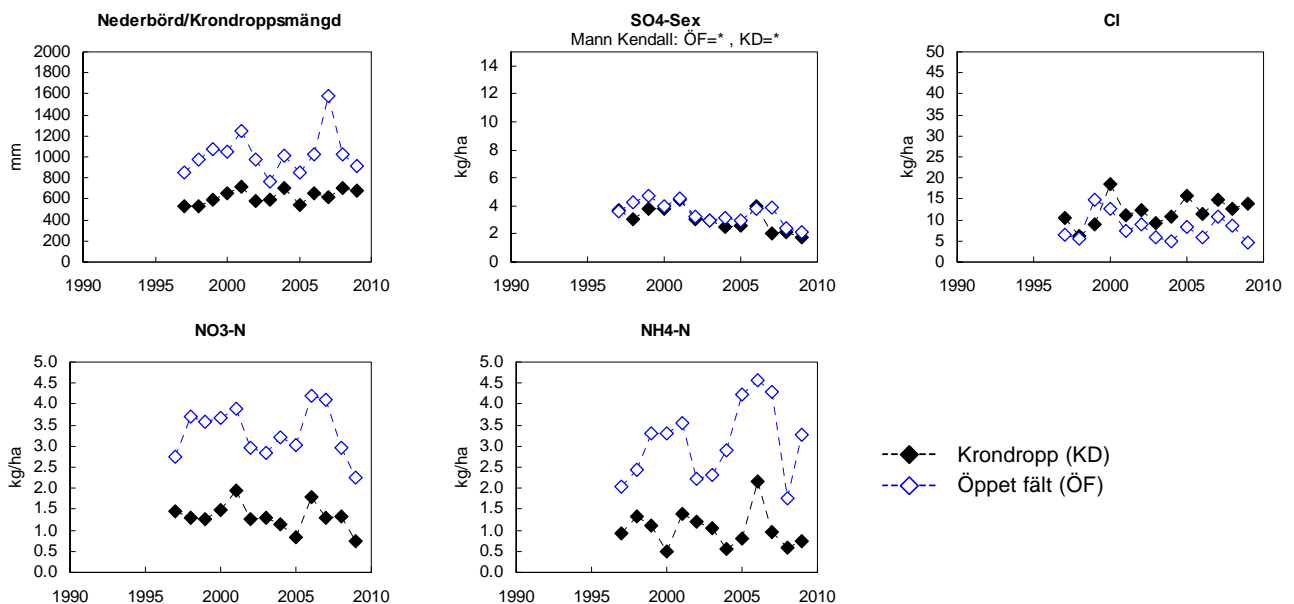 Nederbörd/Krondroppsmängd
2000
1800
1600
1400
1200
1000
800
600
400
200
0
mm
1990 1995 2000 2005 2010
SO4-Sex
Mann Kendall: ÖF=* , KD=*
14
12
10
8
6
4
2
0
kg/ha
1990 1995 2000 2005 2010
Cl
50
45
40
35
30
25
20
15
10
5
0
kg/ha
1990 1995 2000 2005 2010
NO3-N
5.0
4.5
4.0
3.5
3.0
2.5
2.0
1.5
1.0
0.5
0.0
kg/ha
1990 1995 2000 2005 2010
NH4-N
5.0
4.5
4.0
3.5
3.0
2.5
2.0
1.5
1.0
0.5
0.0
kg/ha
1990 1995 2000 2005 2010
Krondropp (KD)
Öppet fält (ÖF)